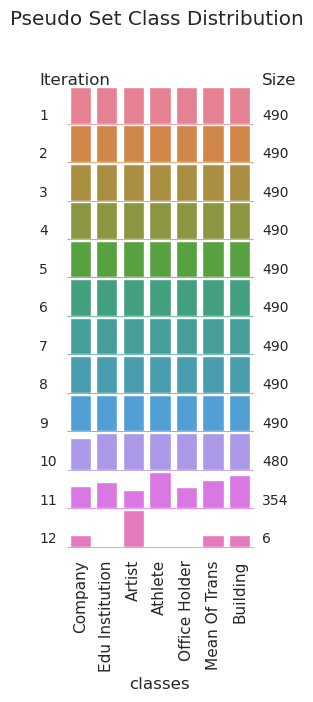 Pseudo Set Class Distribution
Iteration Size
1 490
2 490
3 490
4 490
5 490
6 490
7 490
8 490
9 490
10 480
11 354
12 6
Company
Edu Institution
Artist
Athlete
Office Holder
Mean Of Trans
Building
classes